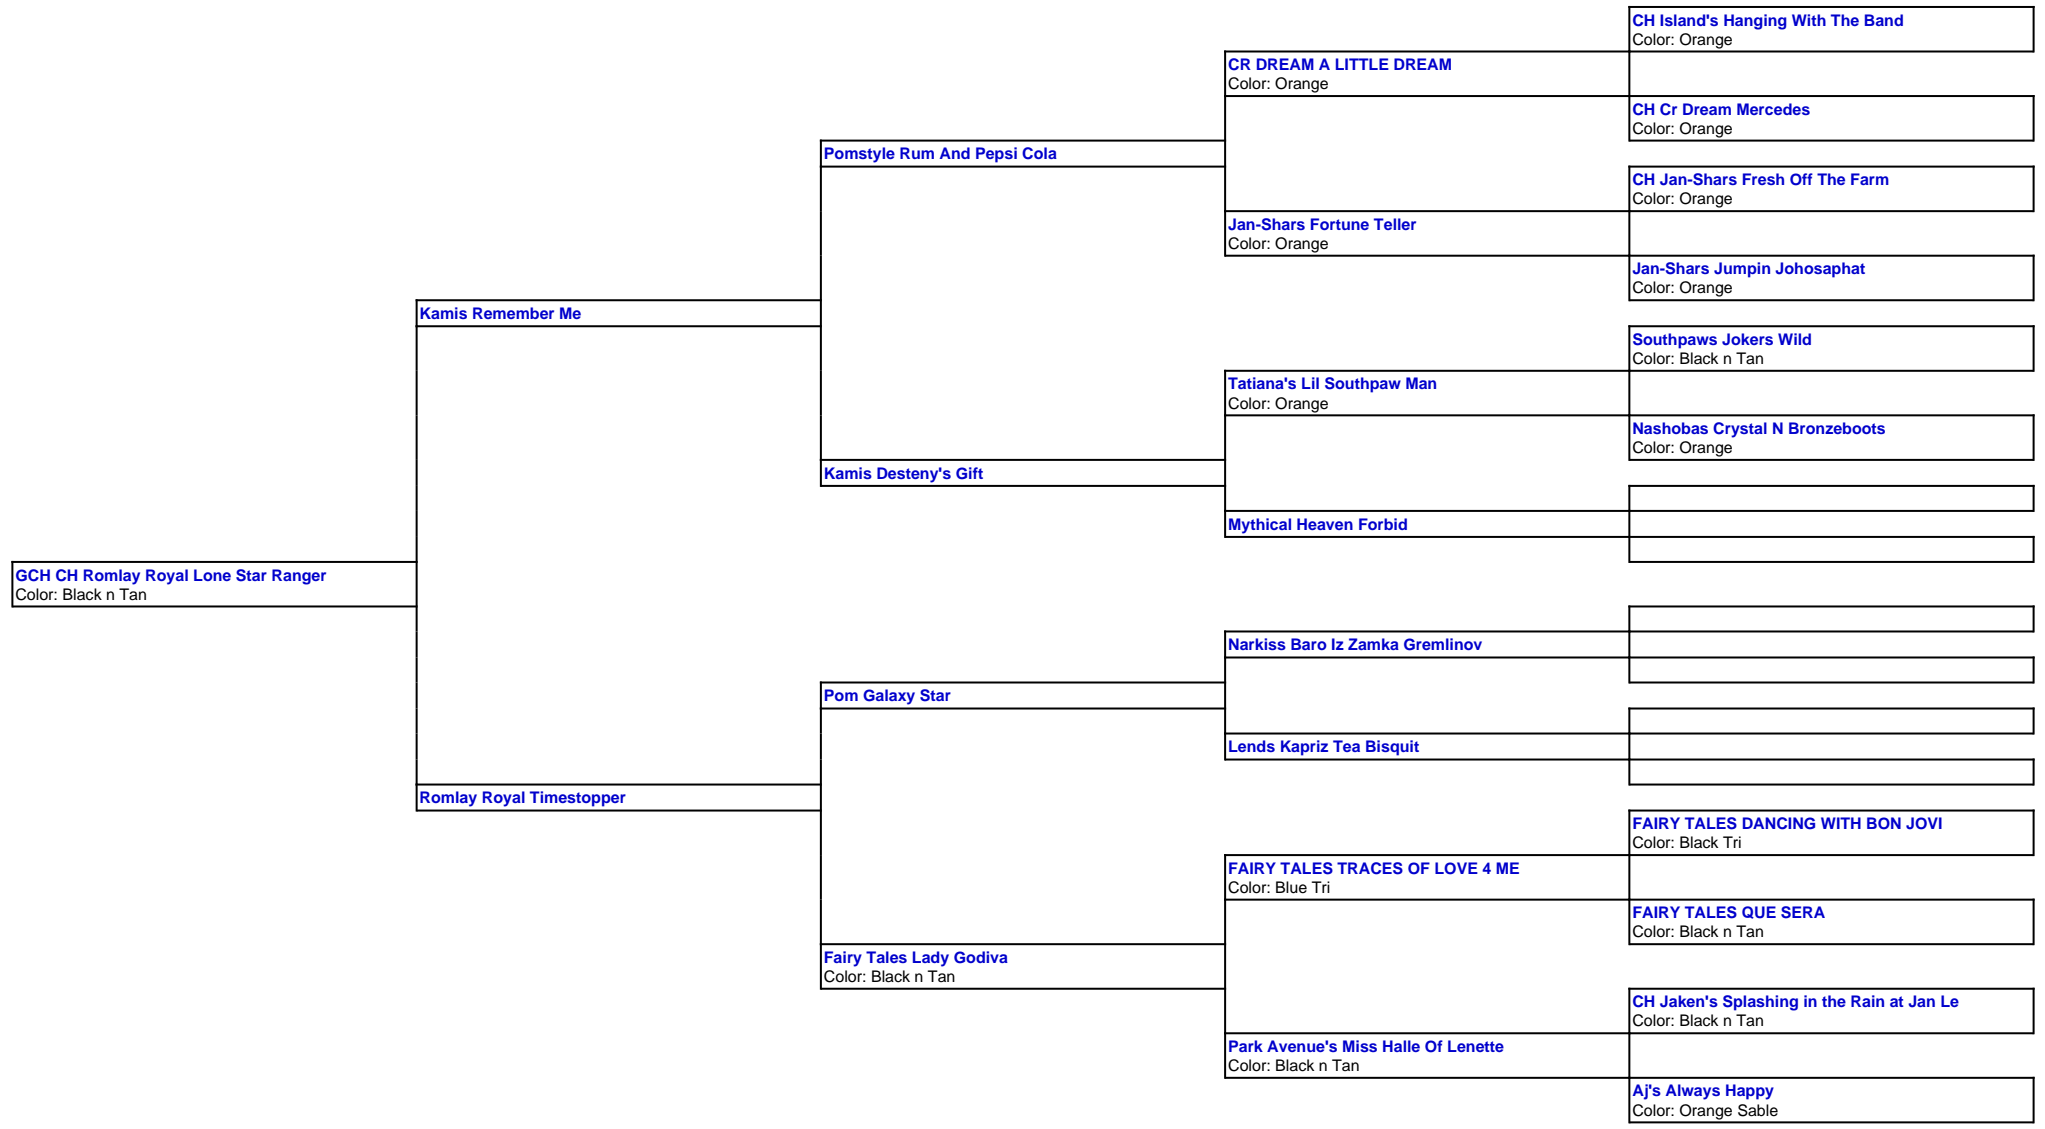 CH Island's Hanging With The Band
Color: Orange
CR DREAM A LITTLE DREAM
Color: Orange
CH Cr Dream Mercedes
Color: Orange
Pomstyle Rum And Pepsi Cola
CH Jan-Shars Fresh Off The Farm
Color: Orange
Jan-Shars Fortune Teller
Color: Orange
Jan-Shars Jumpin Johosaphat
Color: Orange
Kamis Remember Me
Southpaws Jokers Wild
Color: Black n Tan
Tatiana's Lil Southpaw Man
Color: Orange
Nashobas Crystal N Bronzeboots
Color: Orange
Kamis Desteny's Gift
Mythical Heaven Forbid
GCH CH Romlay Royal Lone Star Ranger
Color: Black n Tan
Narkiss Baro Iz Zamka Gremlinov
Pom Galaxy Star
Lends Kapriz Tea Bisquit
Romlay Royal Timestopper
FAIRY TALES DANCING WITH BON JOVI
Color: Black Tri
FAIRY TALES TRACES OF LOVE 4 ME
Color: Blue Tri
FAIRY TALES QUE SERA
Color: Black n Tan
Fairy Tales Lady Godiva
Color: Black n Tan
CH Jaken's Splashing in the Rain at Jan Le
Color: Black n Tan
Park Avenue's Miss Halle Of Lenette
Color: Black n Tan
Aj's Always Happy
Color: Orange Sable